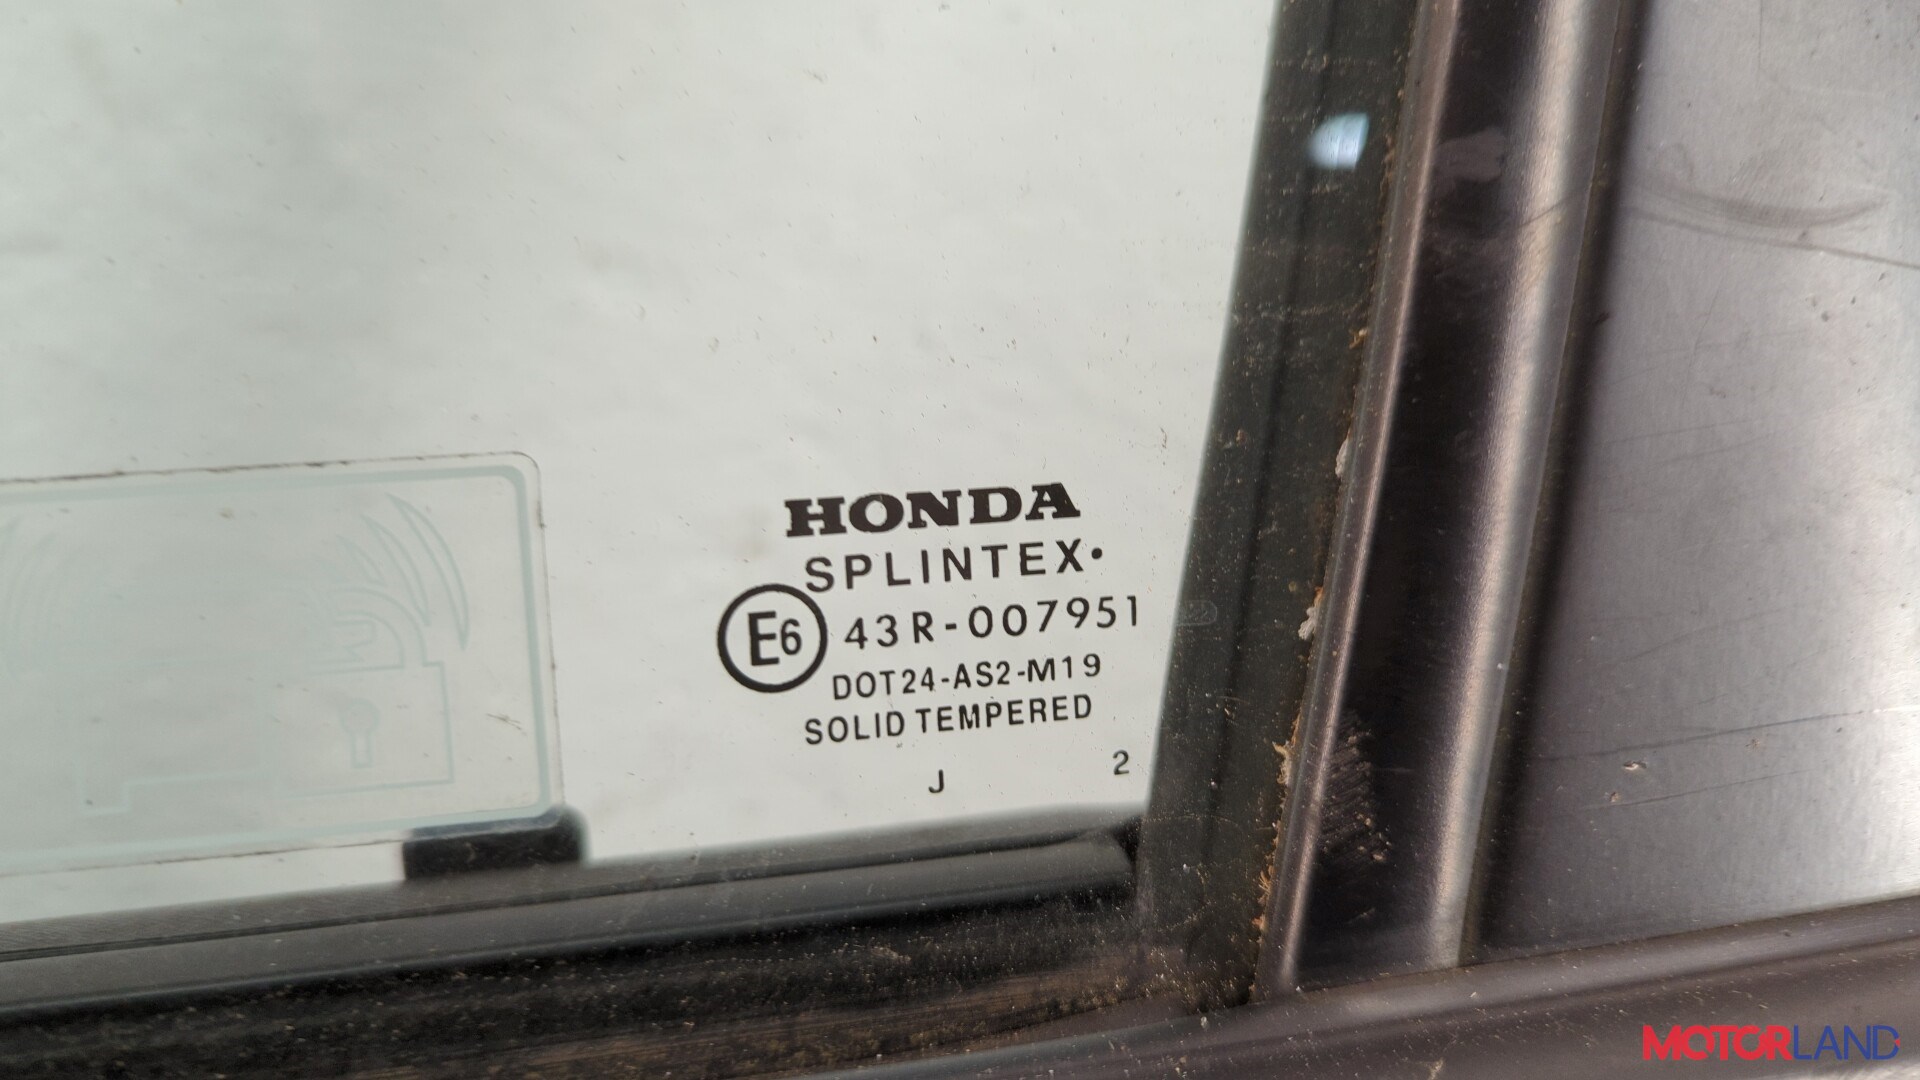 HONDA
SPLINTEX•
E6 43R-007951
DOT24-AS2-M19
SOLID TEMPERED
J 2
MOTORLAND